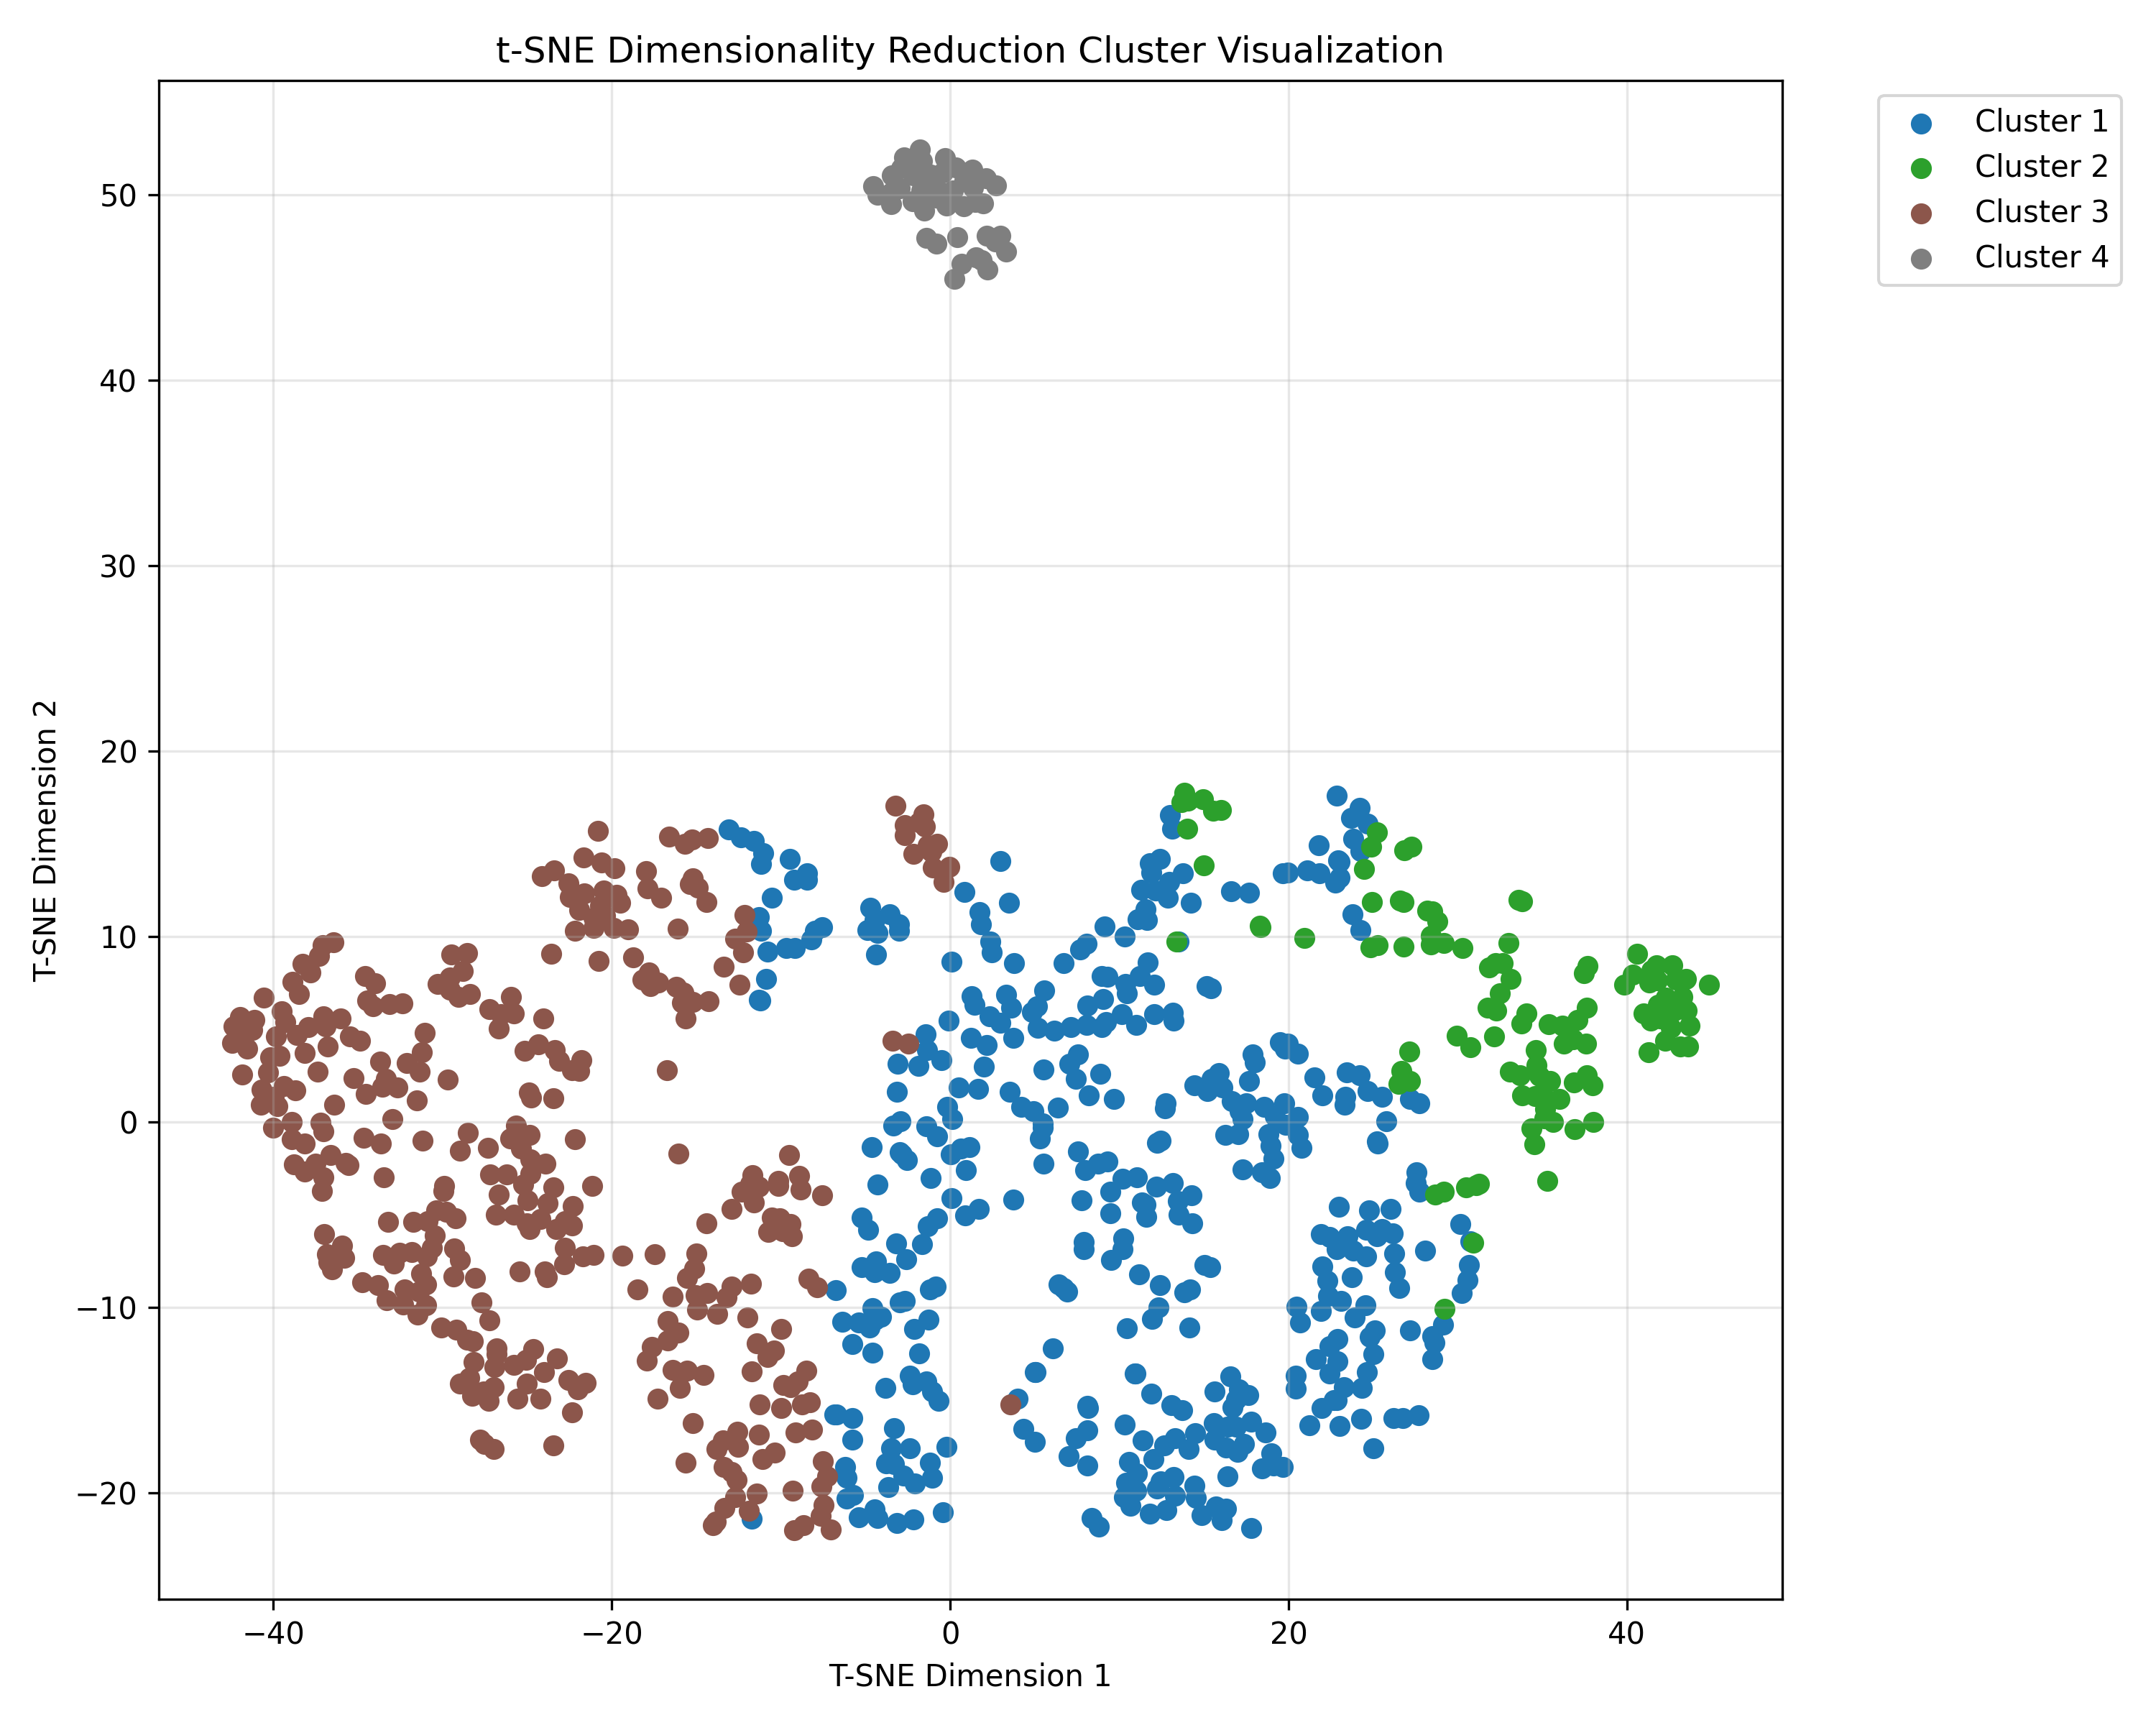 t-SNE Dimensionality Reduction Cluster Visualization
Cluster 1
Cluster 2
Cluster 3
Cluster 4
T-SNE Dimension 2
50
40
30
20
10
0
−10
−20
−40
−20
0
20
40
T-SNE Dimension 1